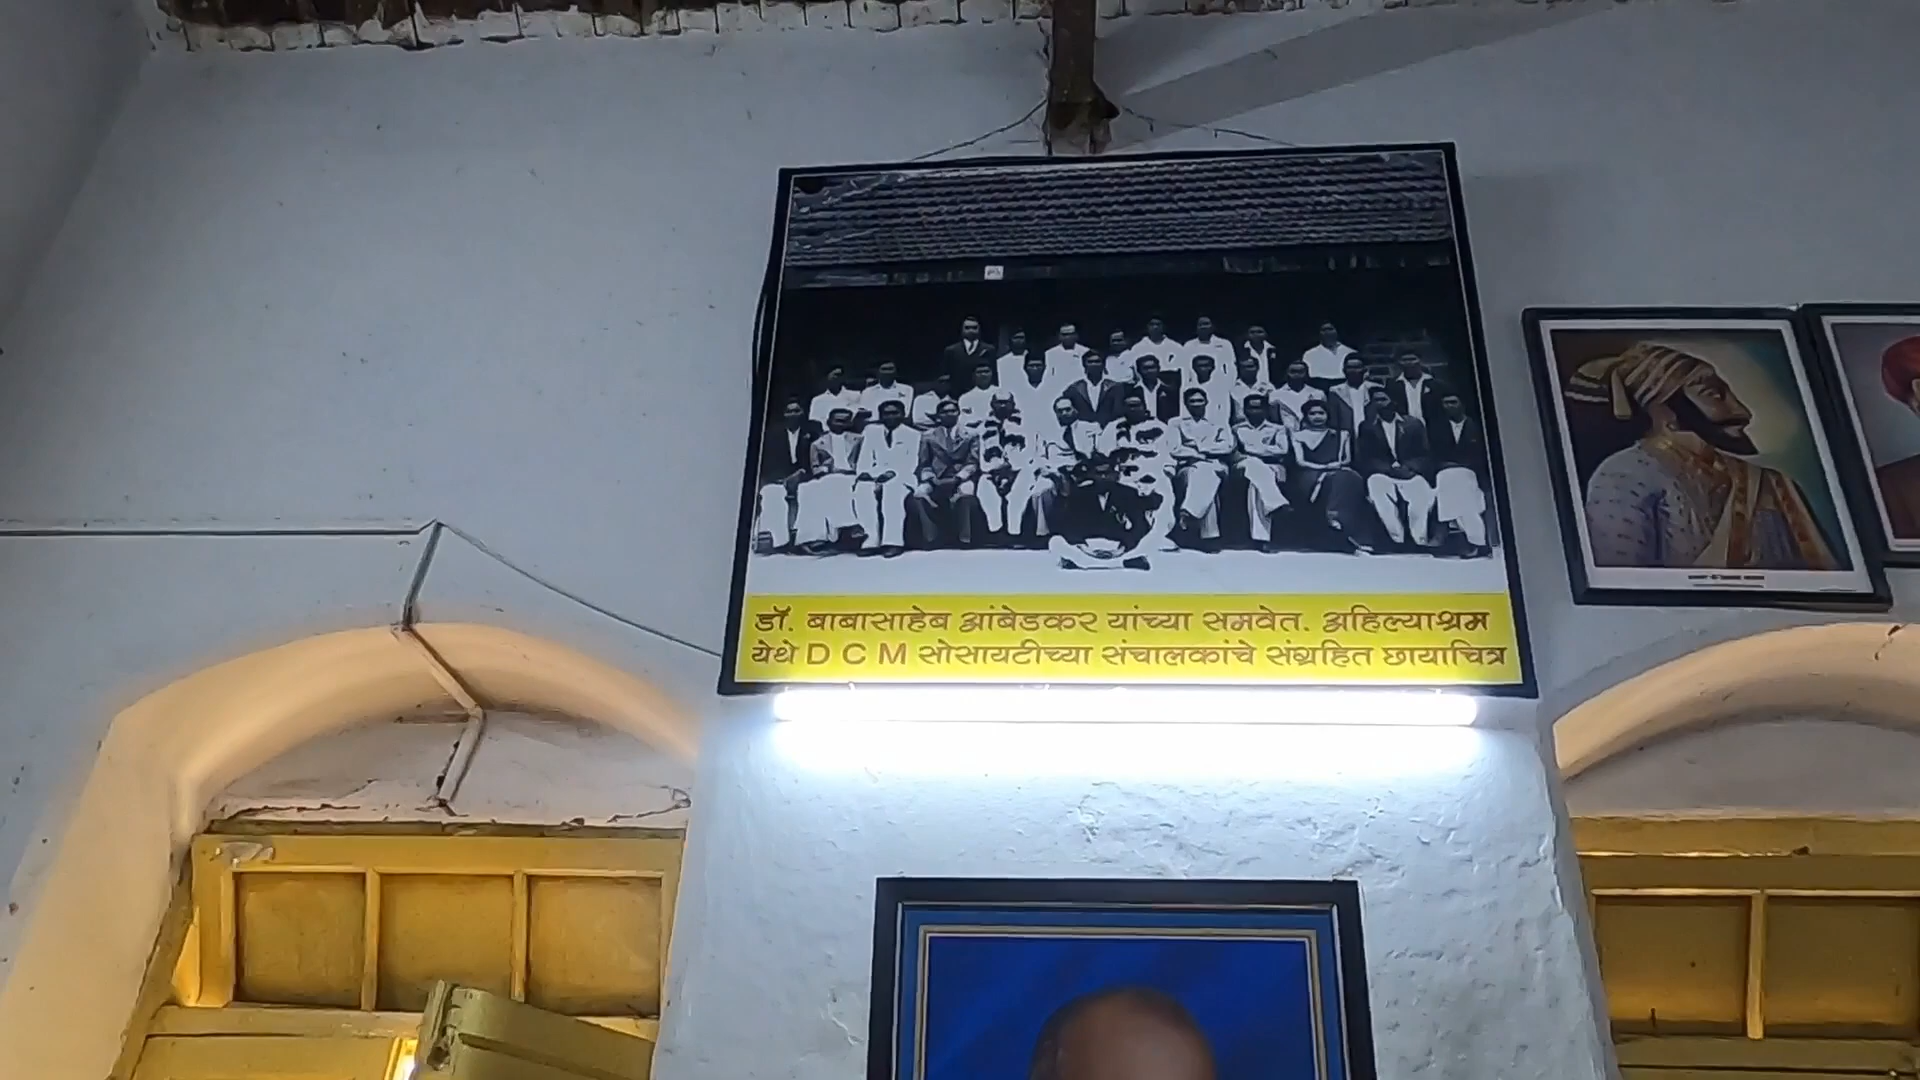 डॉ. बाबासाहेब आंबेडकर यांच्या समवेत. अहिल्याश्रम
येथे D C M सोसायटीच्या संचालकांचे संग्रहित छायाचित्र